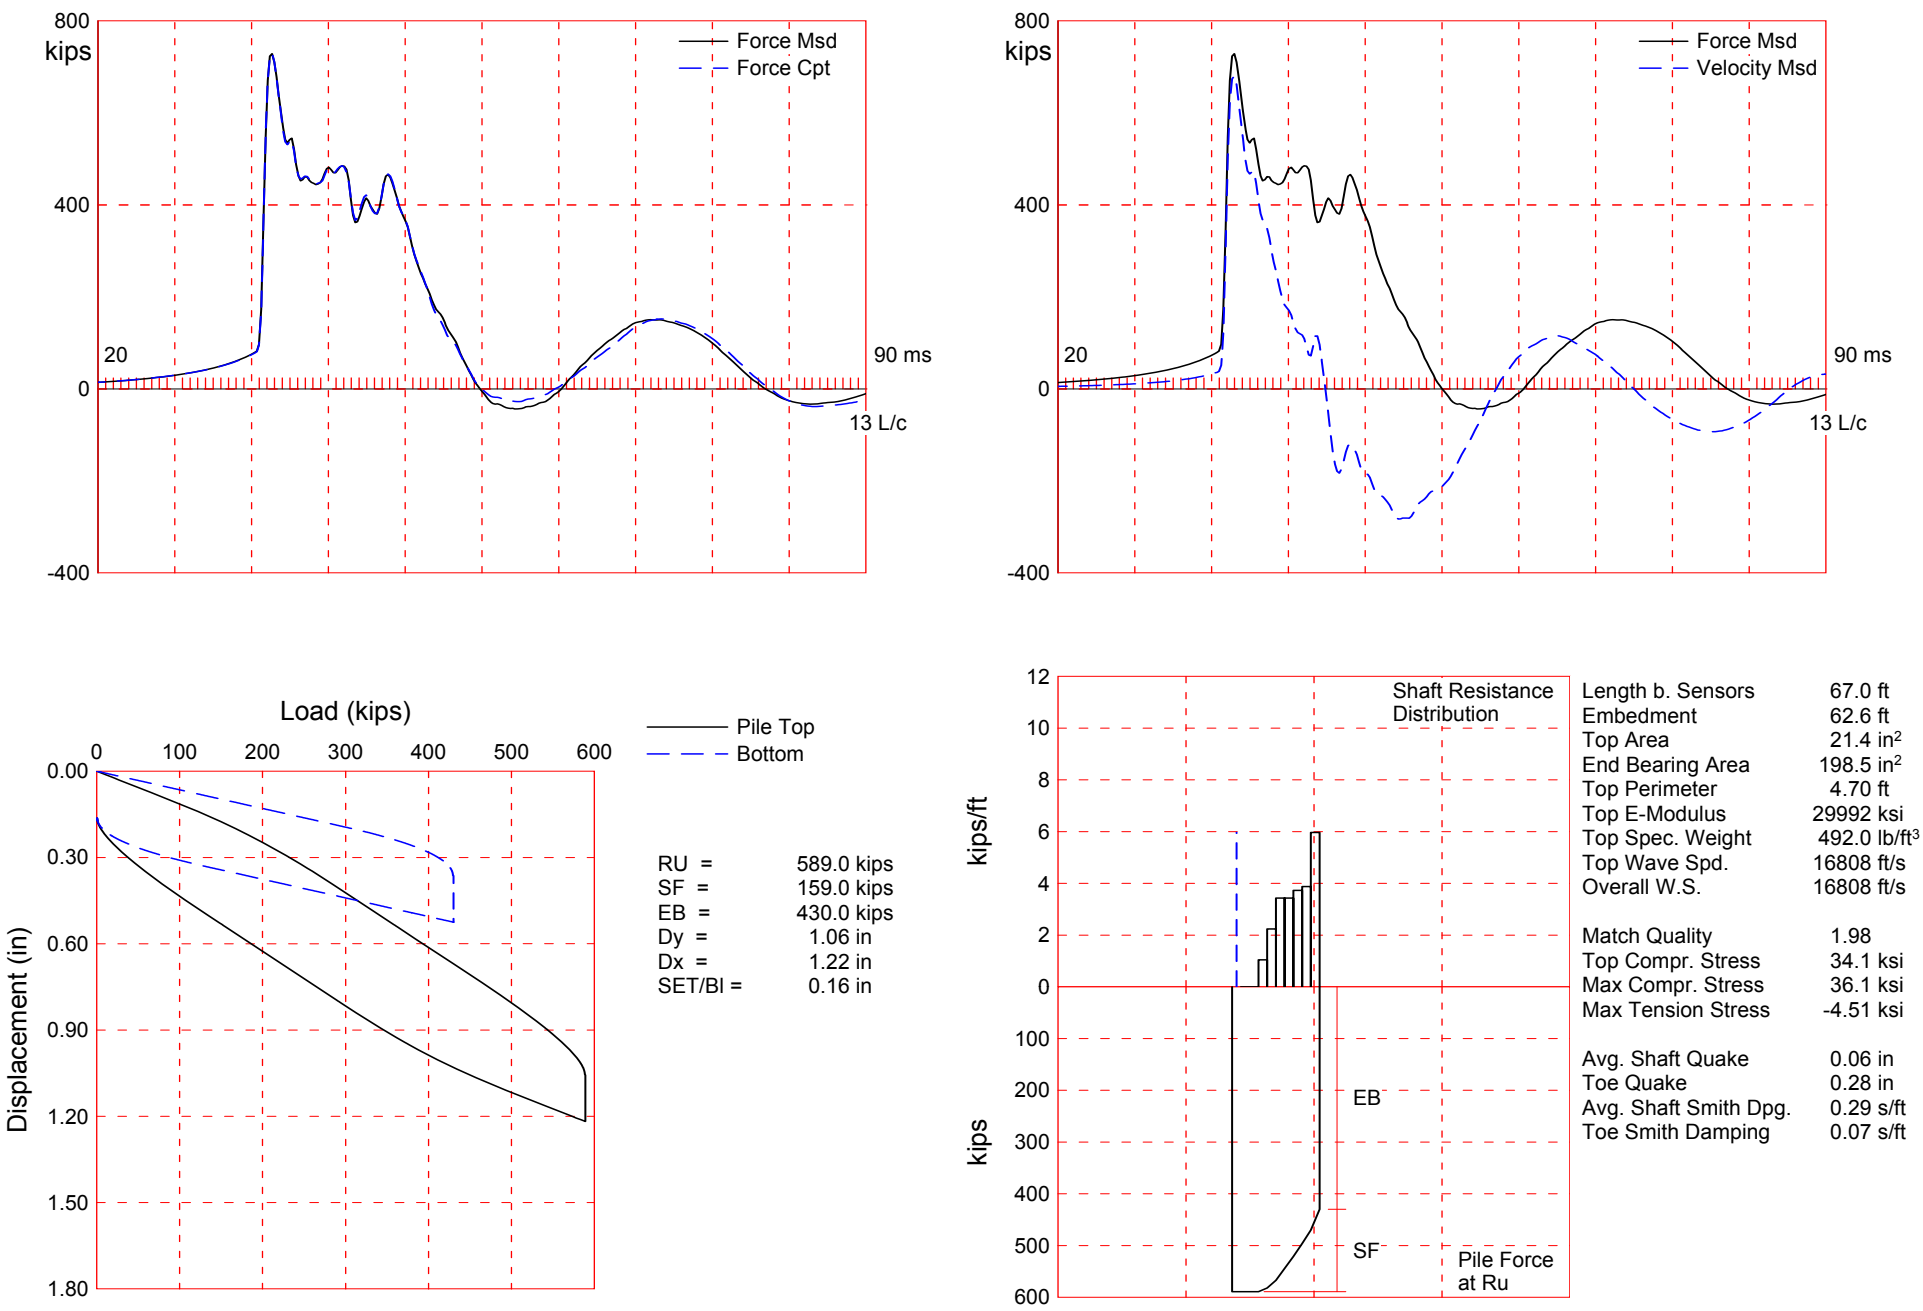 800
kips
400
0
-400
20
90 ms
13 L/c
Force Msd
Force Cpt
800
kips
400
0
-400
20
90 ms
13 L/c
Force Msd
Velocity Msd
Load (kips)
0 100 200 300 400 500 600
0.00
0.30
0.60
0.90
1.20
1.50
1.80
Displacement (in)
Pile Top
Bottom
RU = 589.0 kips
SF = 159.0 kips
EB = 430.0 kips
Dy = 1.06 in
Dx = 1.22 in
SET/Bl = 0.16 in
12
10
8
6
4
2
0
100
200
300
400
500
600
kips/ft
kips
Shaft Resistance
Distribution
EB
SF
Pile Force
at Ru
Length b. Sensors 67.0 ft
Embedment 62.6 ft
Top Area 21.4 in²
End Bearing Area 198.5 in²
Top Perimeter 4.70 ft
Top E-Modulus 29992 ksi
Top Spec. Weight 492.0 lb/ft³
Top Wave Spd. 16808 ft/s
Overall W.S. 16808 ft/s
Match Quality 1.98
Top Compr. Stress 34.1 ksi
Max Compr. Stress 36.1 ksi
Max Tension Stress -4.51 ksi
Avg. Shaft Quake 0.06 in
Toe Quake 0.28 in
Avg. Shaft Smith Dpg. 0.29 s/ft
Toe Smith Damping 0.07 s/ft